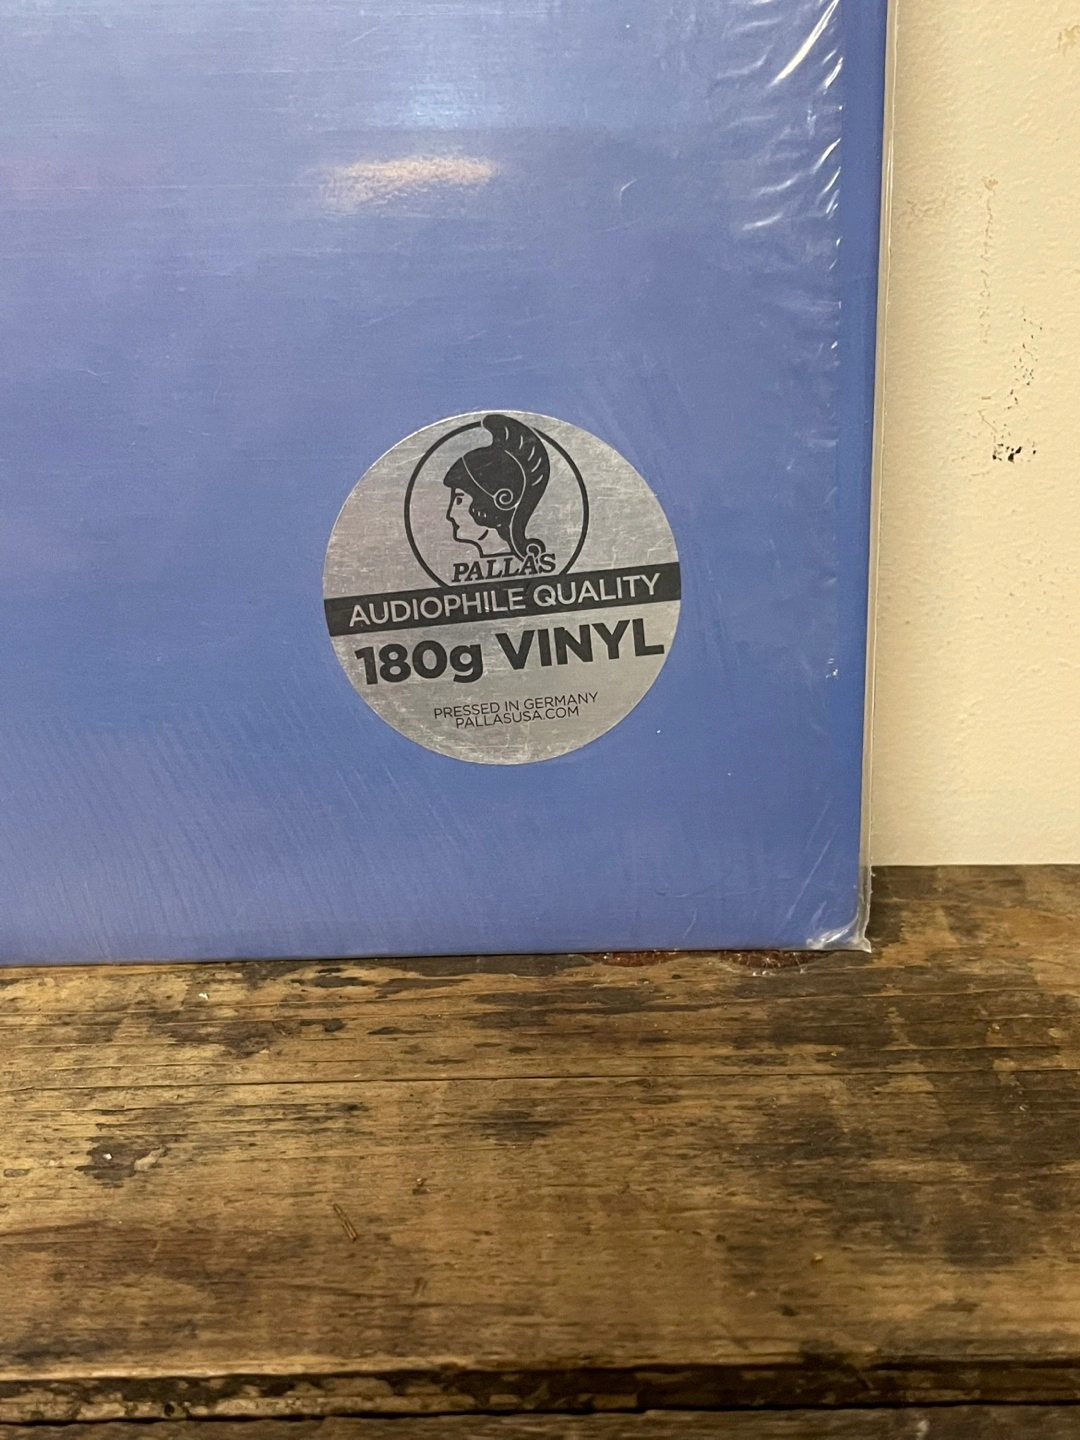 PALLAS
AUDIOPHILE QUALITY
180g VINYL
PRESSED IN GERMANY
PALLASUSA.COM